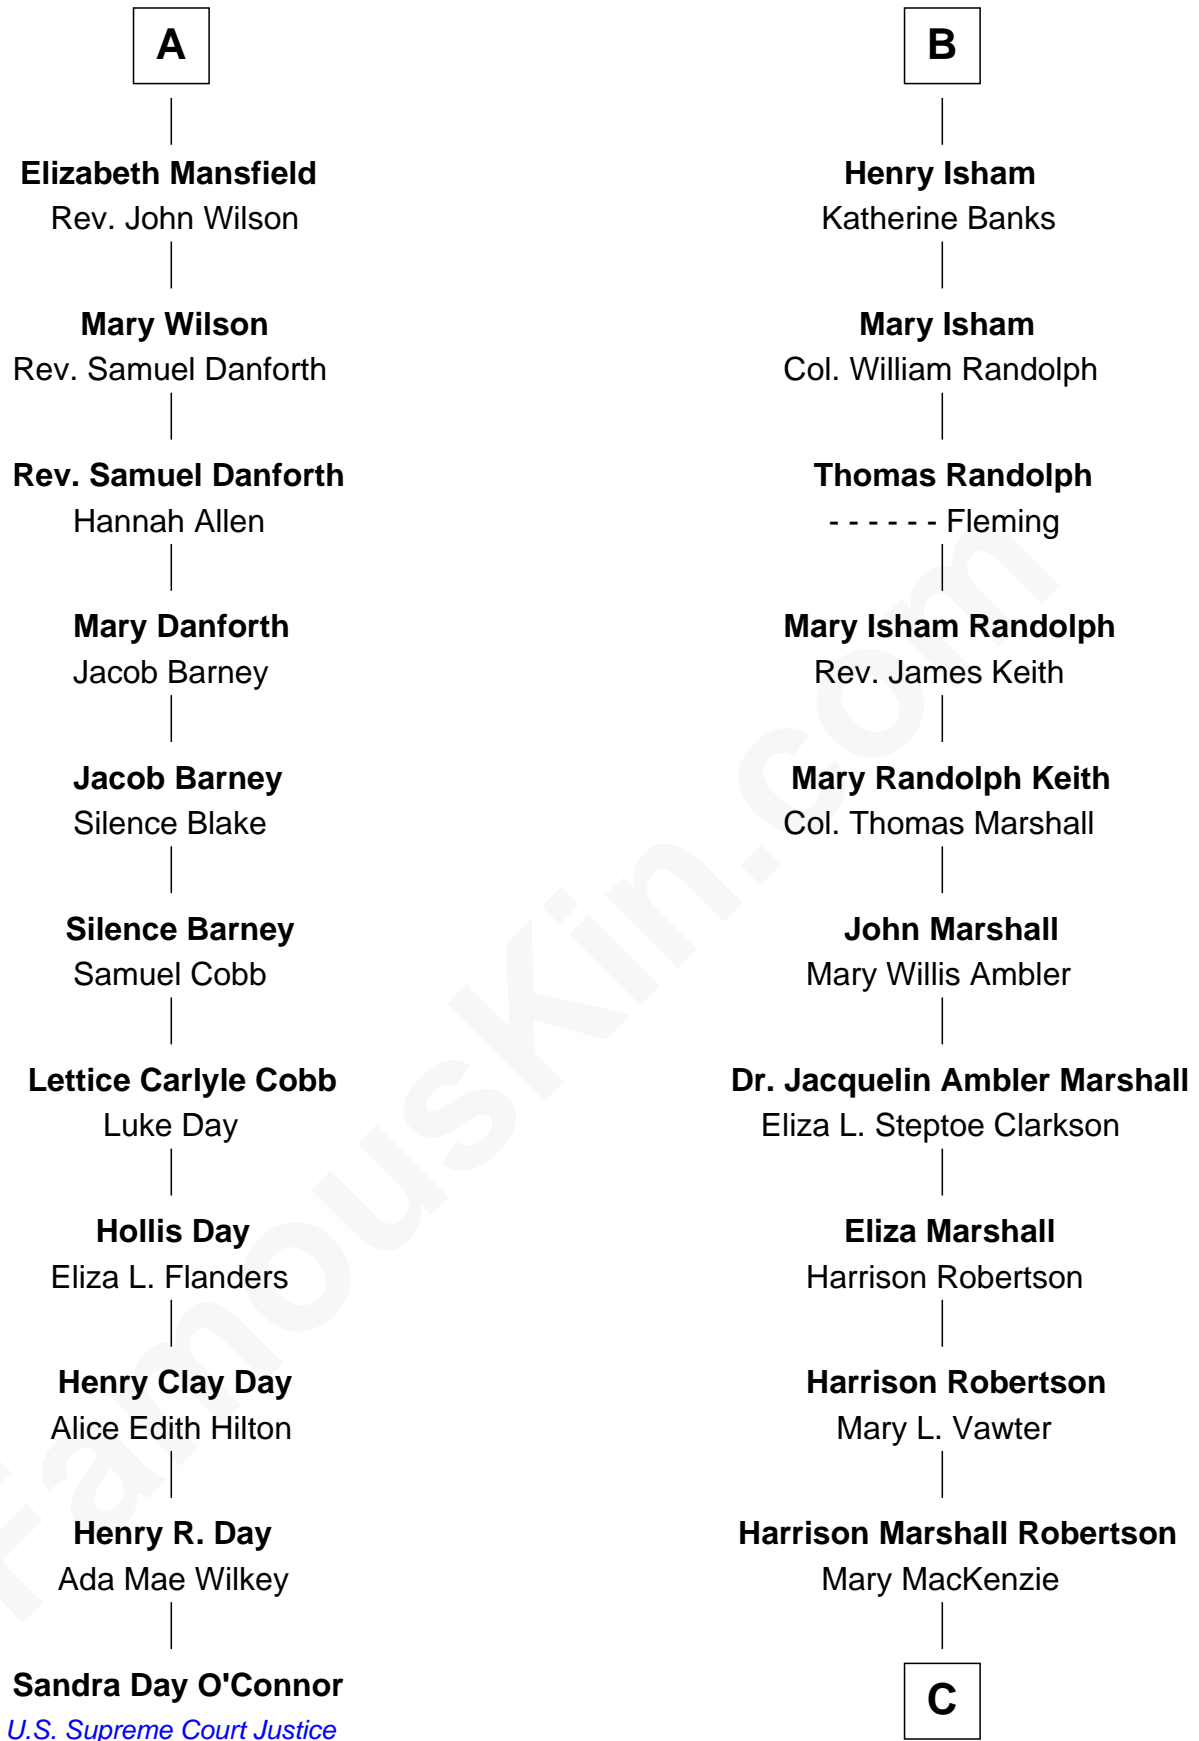 A
Elizabeth Mansfield
Rev. John Wilson
Mary Wilson
Rev. Samuel Danforth
Rev. Samuel Danforth
Hannah Allen
Mary Danforth
Jacob Barney
Jacob Barney
Silence Blake
Silence Barney
Samuel Cobb
Lettice Carlyle Cobb
Luke Day
Hollis Day
Eliza L. Flanders
Henry Clay Day
Alice Edith Hilton
Henry R. Day
Ada Mae Wilkey
Sandra Day O'Connor
U.S. Supreme Court Justice
B
Henry Isham
Katherine Banks
Mary Isham
Col. William Randolph
Thomas Randolph
- - - - - - Fleming
Mary Isham Randolph
Rev. James Keith
Mary Randolph Keith
Col. Thomas Marshall
John Marshall
Mary Willis Ambler
Dr. Jacquelin Ambler Marshall
Eliza L. Steptoe Clarkson
Eliza Marshall
Harrison Robertson
Harrison Robertson
Mary L. Vawter
Harrison Marshall Robertson
Mary MacKenzie
C
FamousKin.com